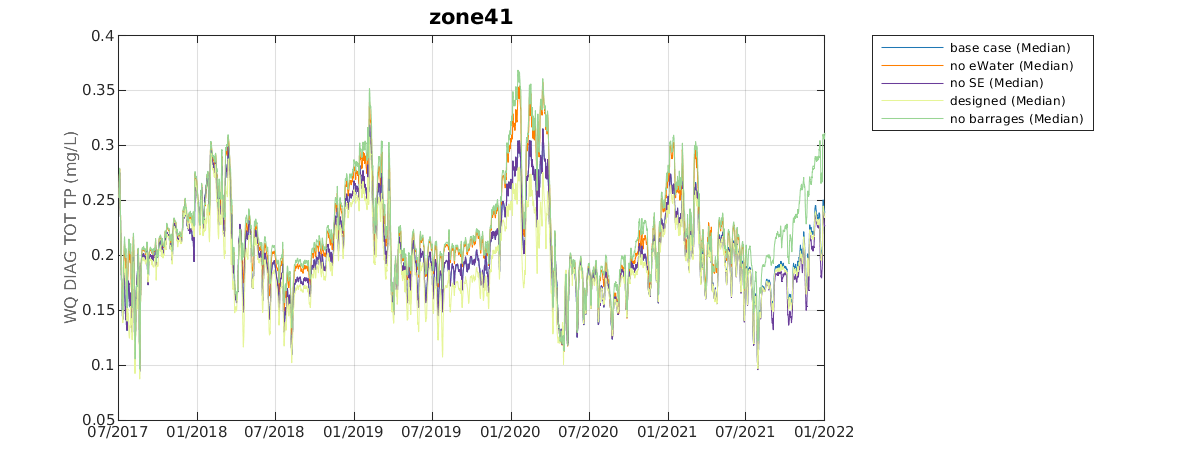 zone41
WQ DIAG TOT TP (mg/L)
0.4
0.35
0.3
0.25
0.2
0.15
0.1
0.05
07/2017 01/2018 07/2018 01/2019 07/2019 01/2020 07/2020 01/2021 07/2021 01/2022
base case (Median)
no eWater (Median)
no SE (Median)
designed (Median)
no barrages (Median)